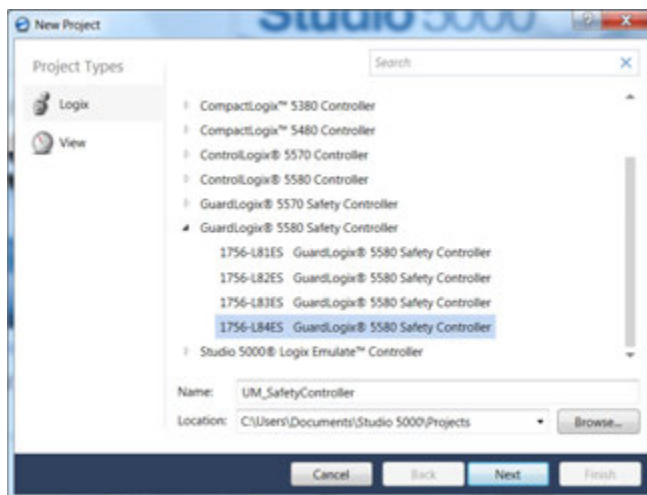 Studio 5000
New Project
Project Types
Search
Logix
View
CompactLogix™ 5380 Controller
CompactLogix™ 5480 Controller
ControlLogix® 5570 Controller
ControlLogix® 5580 Controller
GuardLogix® 5570 Safety Controller
GuardLogix® 5580 Safety Controller
1756-L81ES GuardLogix® 5580 Safety Controller
1756-L82ES GuardLogix® 5580 Safety Controller
1756-L83ES GuardLogix® 5580 Safety Controller
1756-L84ES GuardLogix® 5580 Safety Controller
Studio 5000® Logix Emulate™ Controller
Name: UM_SafetyController
Location: C:\Users\Documents\Studio 5000\Projects Browse...
Cancel Back Next Finish